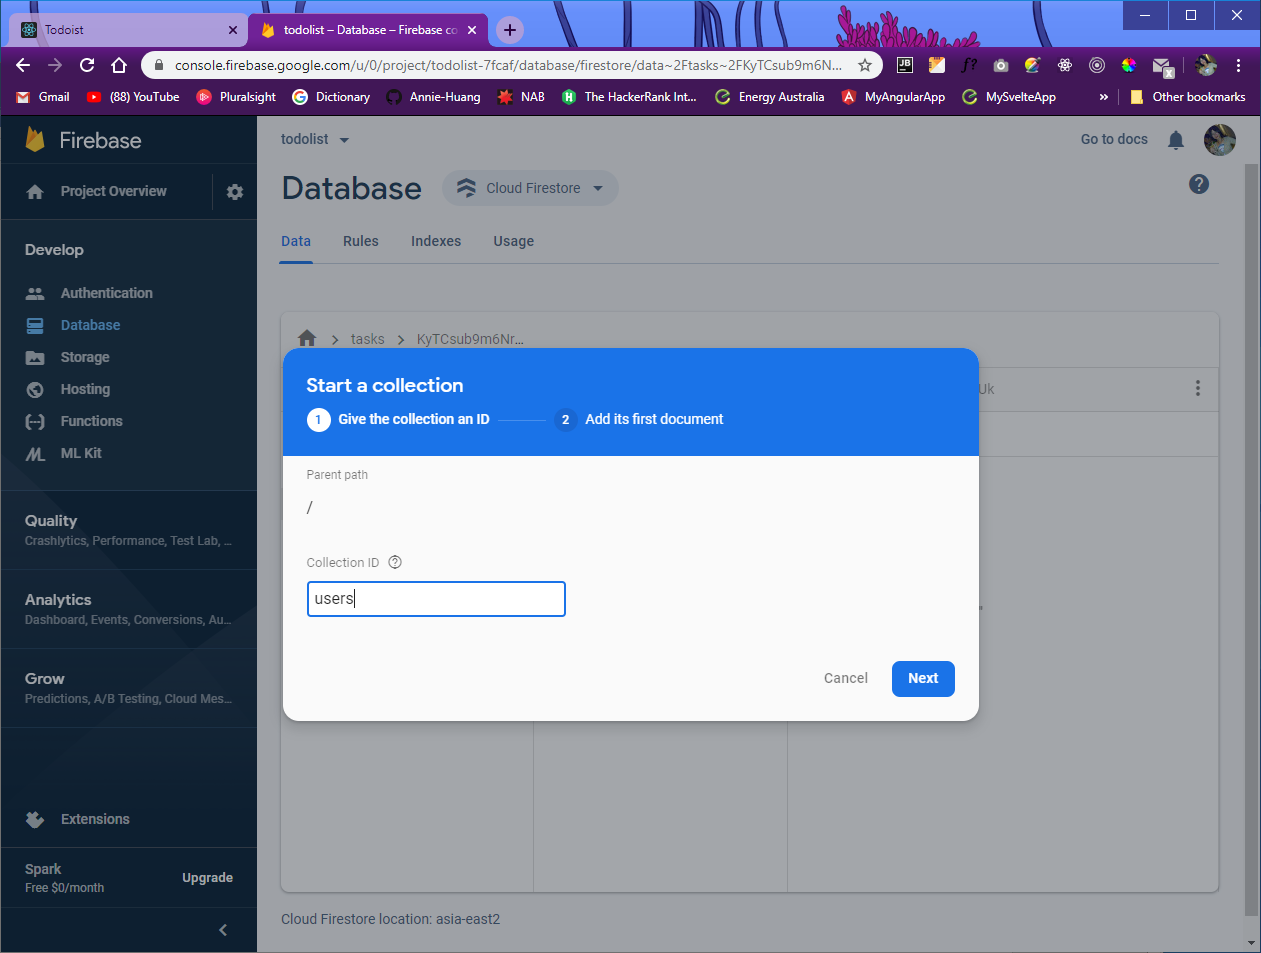 Todoist
todolist – Database – Firebase co
console.firebase.google.com/u/0/project/todolist-7fcaf/database/firestore/data~2Ftasks~2FKyTCsub9m6N...
JB f? x
Gmail (88) YouTube Pluralsight Dictionary Annie-Huang NAB The HackerRank Int... Energy Australia MyAngularApp MySvelteApp » Other bookmarks
Firebase
todolist
Go to docs
Project Overview
Database
Cloud Firestore
Data Rules Indexes Usage
Develop
Authentication
Database
Storage
Hosting
Functions
ML Kit
tasks KyTCsub9m6Nr...
Uk
Start a collection
1 Give the collection an ID 2 Add its first document
Parent path
/
Collection ID
users
"
Cancel Next
Quality
Crashlytics, Performance, Test Lab, ...
Analytics
Dashboard, Events, Conversions, Au...
Grow
Predictions, A/B Testing, Cloud Mes...
Extensions
Spark
Free $0/month
Upgrade
Cloud Firestore location: asia-east2